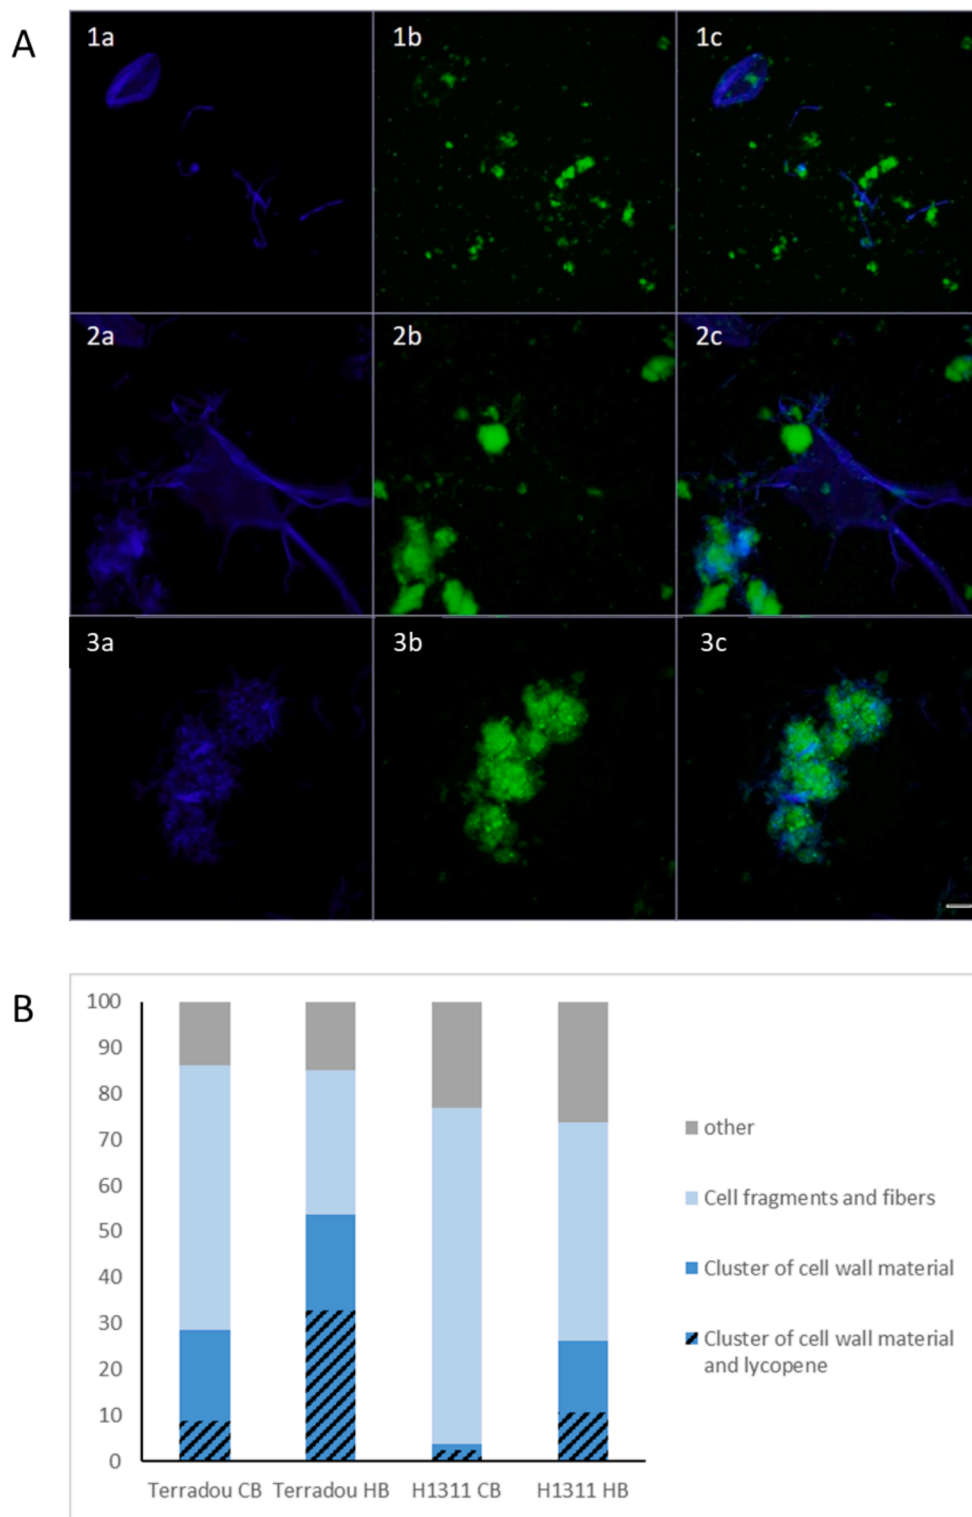 A
1a
1b
1c
2a
2b
2c
3a
3b
3c
B
100
90
80
70
60
50
40
30
20
10
0
Terradou CB
Terradou HB
H1311 CB
H1311 HB
other
Cell fragments and fibers
Cluster of cell wall material
Cluster of cell wall material
and lycopene